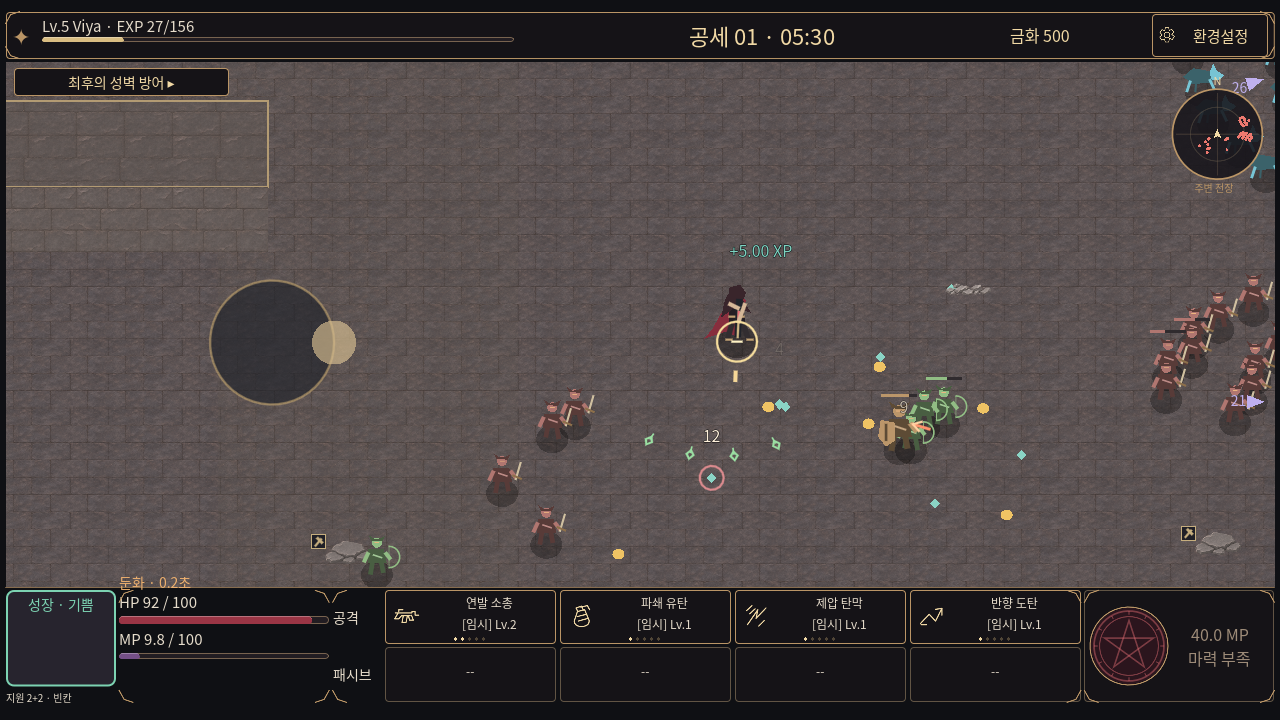 Lv.5 Viya · EXP 27/156
공세 01 · 05:30
금화 500
환경설정
최후의 성벽 방어 ▸
N
26
주변 전장
+5.00 XP
4
-9
21
12
둔화 · 0.2초
성장 · 기쁨
HP 92 / 100
MP 9.8 / 100
지원 2+2 · 빈칸
공격
패시브
연발 소총
[임시] Lv.2
파쇄 유탄
[임시] Lv.1
제압 탄막
[임시] Lv.1
반향 도탄
[임시] Lv.1
--
--
--
--
40.0 MP
마력 부족